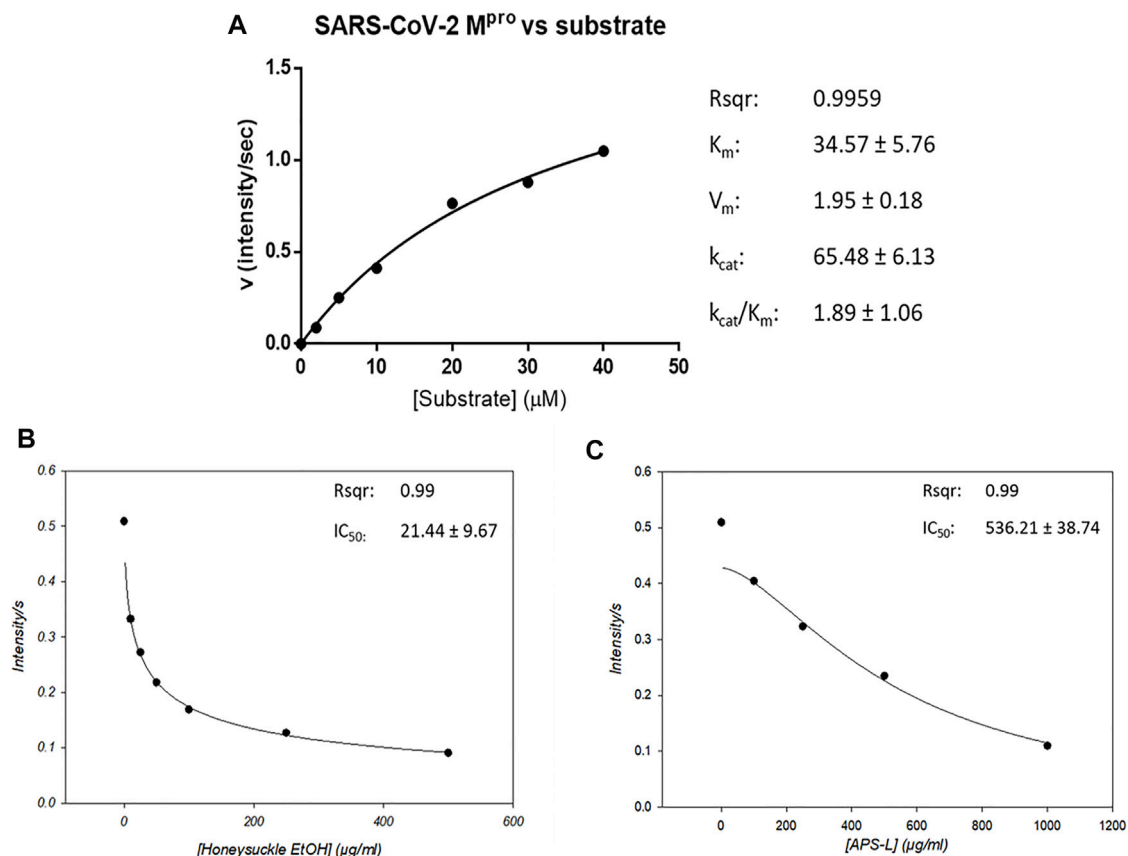 A
SARS-CoV-2 Mᵖʳᵒ vs substrate
1.5
1.0
0.5
0.0
v (intensity/sec)
0 10 20 30 40 50
[Substrate] (μM)
Rsqr: 0.9959
Kₘ: 34.57 ± 5.76
Vₘ: 1.95 ± 0.18
k_cat: 65.48 ± 6.13
k_cat/Kₘ: 1.89 ± 1.06
B
0.6
0.5
0.4
0.3
0.2
0.1
0.0
Intensity/s
Rsqr: 0.99
IC₅₀: 21.44 ± 9.67
0 200 400 600
[Honeysuckle EtOH] (μg/ml)
C
0.6
0.5
0.4
0.3
0.2
0.1
0.0
Intensity/s
Rsqr: 0.99
IC₅₀: 536.21 ± 38.74
0 200 400 600 800 1000 1200
[APS-L] (μg/ml)